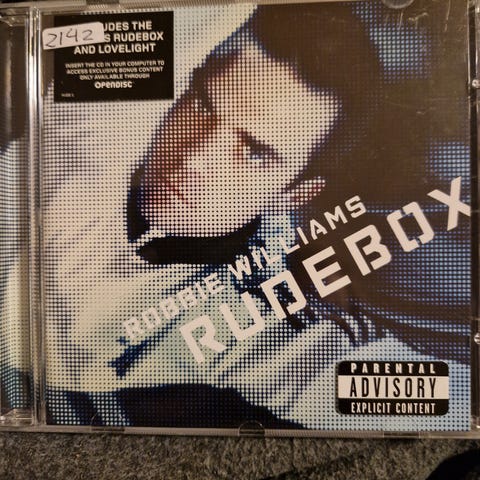 2142
UDES THE
S RUDEBOX
AND LOVELIGHT
INSERT THE CD IN YOUR COMPUTER TO
ACCESS EXCLUSIVE BONUS CONTENT
ONLY AVAILABLE THROUGH
OPENDISC
ROBBIE WILLIAMS
RUDEBOX
PARENTAL
ADVISORY
EXPLICIT CONTENT